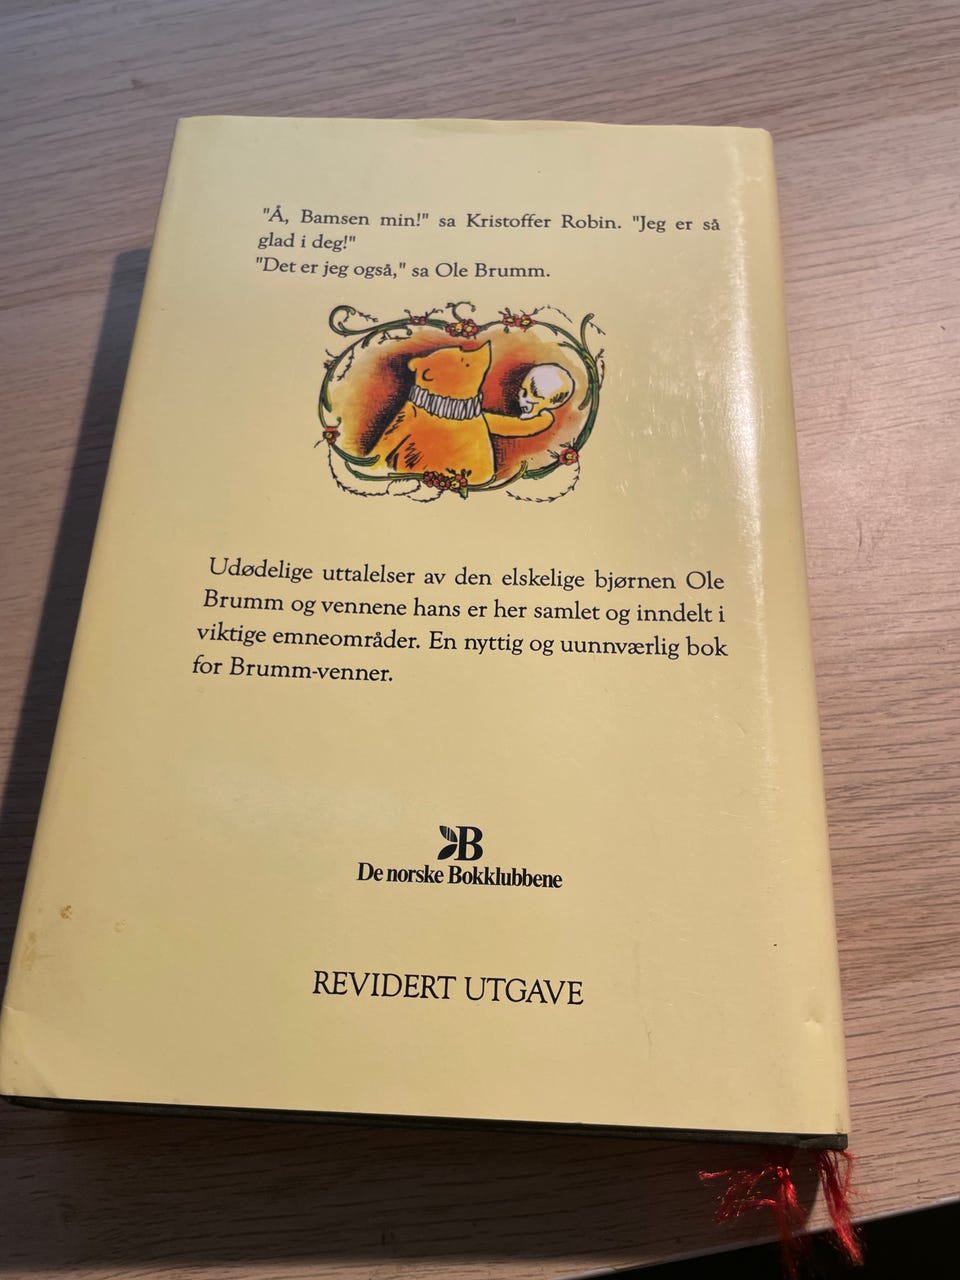 "Å, Bamsen min!" sa Kristoffer Robin. "Jeg er så
glad i deg!"
"Det er jeg også," sa Ole Brumm.
Udødelige uttalelser av den elskelige bjørnen Ole
Brumm og vennene hans er her samlet og inndelt i
viktige emneområder. En nyttig og uunnværlig bok
for Brumm-venner.
B
De norske Bokklubbene
REVIDERT UTGAVE